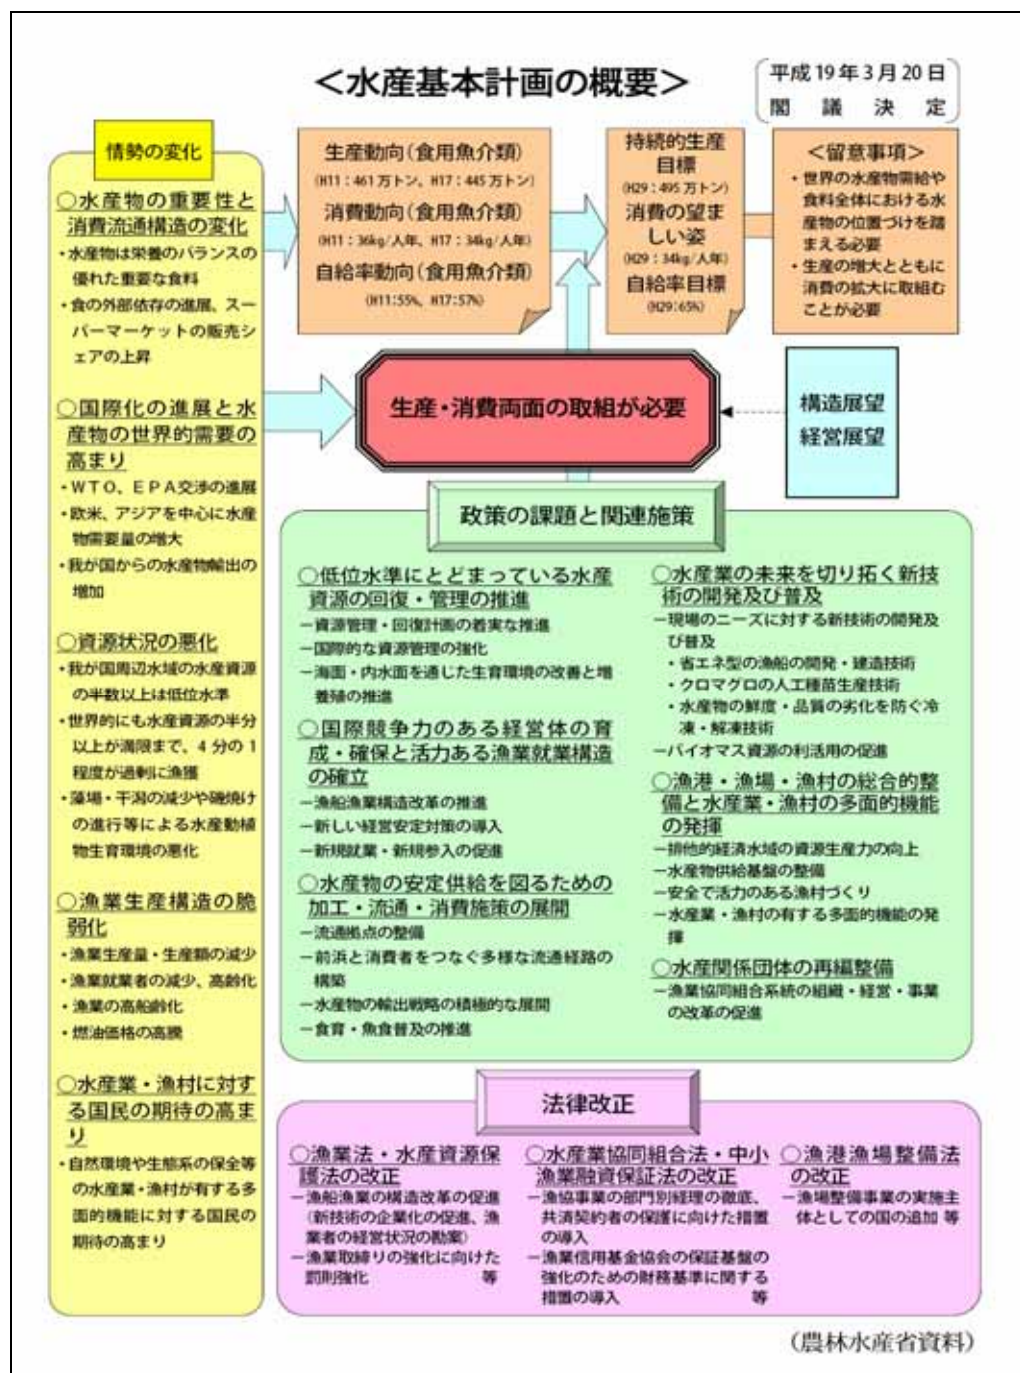 ＜水産基本計画の概要＞
平成19年3月20日
閣議決定
情勢の変化
○水産物の重要性と
消費流通構造の変化
・水産物は栄養のバランスの
優れた重要な食料
・食の外部依存の進展、スー
パーマーケットの販売シ
ェアの上昇
○国際化の進展と水
産物の世界的需要の
高まり
・ＷＴＯ、ＥＰＡ交渉の進展
・欧米、アジアを中心に水産
物需要量の増大
・我が国からの水産物輸出の
増加
○資源状況の悪化
・我が国周辺水域の水産資源
の半数以上は低位水準
・世界的にも水産資源の半分
以上が満限まで、4分の1
程度が過剰に漁獲
・藻場・干潟の減少や磯焼け
の進行等による水産動植
物生育環境の悪化
○漁業生産構造の脆
弱化
・漁業生産量・生産額の減少
・漁業就業者の減少、高齢化
・漁業の高船齢化
・燃油価格の高騰
○水産業・漁村に対す
る国民の期待の高ま
り
・自然環境や生態系の保全等
の水産業・漁村が有する多
面的機能に対する国民の
期待の高まり
生産動向（食用魚介類）
（H11：461万トン、H17：445万トン）
消費動向（食用魚介類）
（H11：36kg/人年、H17：34kg/人年）
自給率動向（食用魚介類）
（H11:55%、H17:57%）
持続的生産
目標
（H29：495万トン）
消費の望ま
しい姿
（H29：34kg/人年）
自給率目標
（H29:65%）
＜留意事項＞
・世界の水産物需給や
食料全体における水
産物の位置づけを踏
まえる必要
・生産の増大とともに
消費の拡大に取組む
ことが必要
生産・消費両面の取組が必要
構造展望
経営展望
政策の課題と関連施策
○低位水準にとどまっている水産
資源の回復・管理の推進
－資源管理・回復計画の着実な推進
－国際的な資源管理の強化
－海面・内水面を通じた生育環境の改善と増
養殖の推進
○国際競争力のある経営体の育
成・確保と活力ある漁業就業構造
の確立
－漁船漁業構造改革の推進
－新しい経営安定対策の導入
－新規就業・新規参入の促進
○水産物の安定供給を図るための
加工・流通・消費施策の展開
－流通拠点の整備
－前浜と消費者をつなぐ多様な流通経路の
構築
－水産物の輸出戦略の積極的な展開
－食育・魚食普及の推進
○水産業の未来を切り拓く新技
術の開発及び普及
－現場のニーズに対する新技術の開発及
び普及
・省エネ型の漁船の開発・建造技術
・クロマグロの人工種苗生産技術
・水産物の鮮度・品質の劣化を防ぐ冷
凍・解凍技術
－バイオマス資源の利活用の促進
○漁港・漁場・漁村の総合的整
備と水産業・漁村の多面的機能
の発揮
－排他的経済水域の資源生産力の向上
－水産物供給基盤の整備
－安全で活力のある漁村づくり
－水産業・漁村の有する多面的機能の発
揮
○水産関係団体の再編整備
－漁業協同組合系統の組織・経営・事業
の改革の促進
法律改正
○漁業法・水産資源保
護法の改正
－漁船漁業の構造改革の促進
（新技術の企業化の促進、漁
業者の経営状況の勘案）
－漁業取締りの強化に向けた
罰則強化 等
○水産業協同組合法・中小
漁業融資保証法の改正
－漁協事業の部門別経理の徹底、
共済契約者の保護に向けた措置
の導入
－漁業信用基金協会の保証基盤の
強化のための財務基準に関する
措置の導入 等
○漁港漁場整備法
の改正
－漁場整備事業の実施主
体としての国の追加 等
（農林水産省資料）